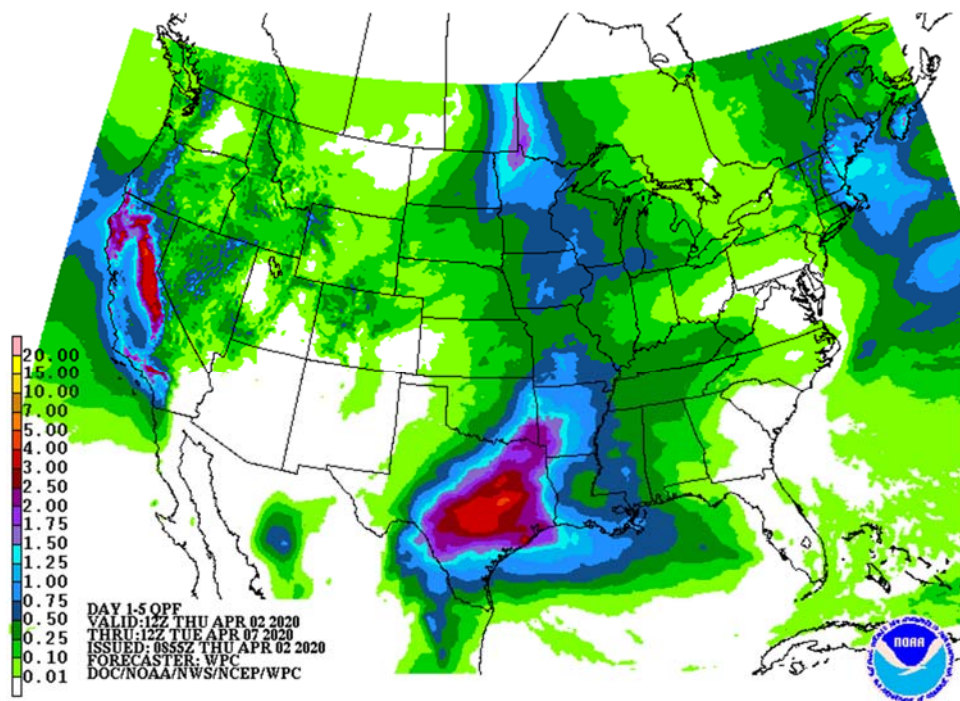 20.00
15.00
10.00
7.00
5.00
4.00
3.00
2.50
2.00
1.75
1.50
1.25
1.00
0.75
0.50
0.25
0.10
0.01
DAY 1-5 QPF
VALID:12Z THU APR 02 2020
THRU:12Z TUE APR 07 2020
ISSUED: 0855Z THU APR 02 2020
FORECASTER: WPC
DOC/NOAA/NWS/NCEP/WPC
NOAA